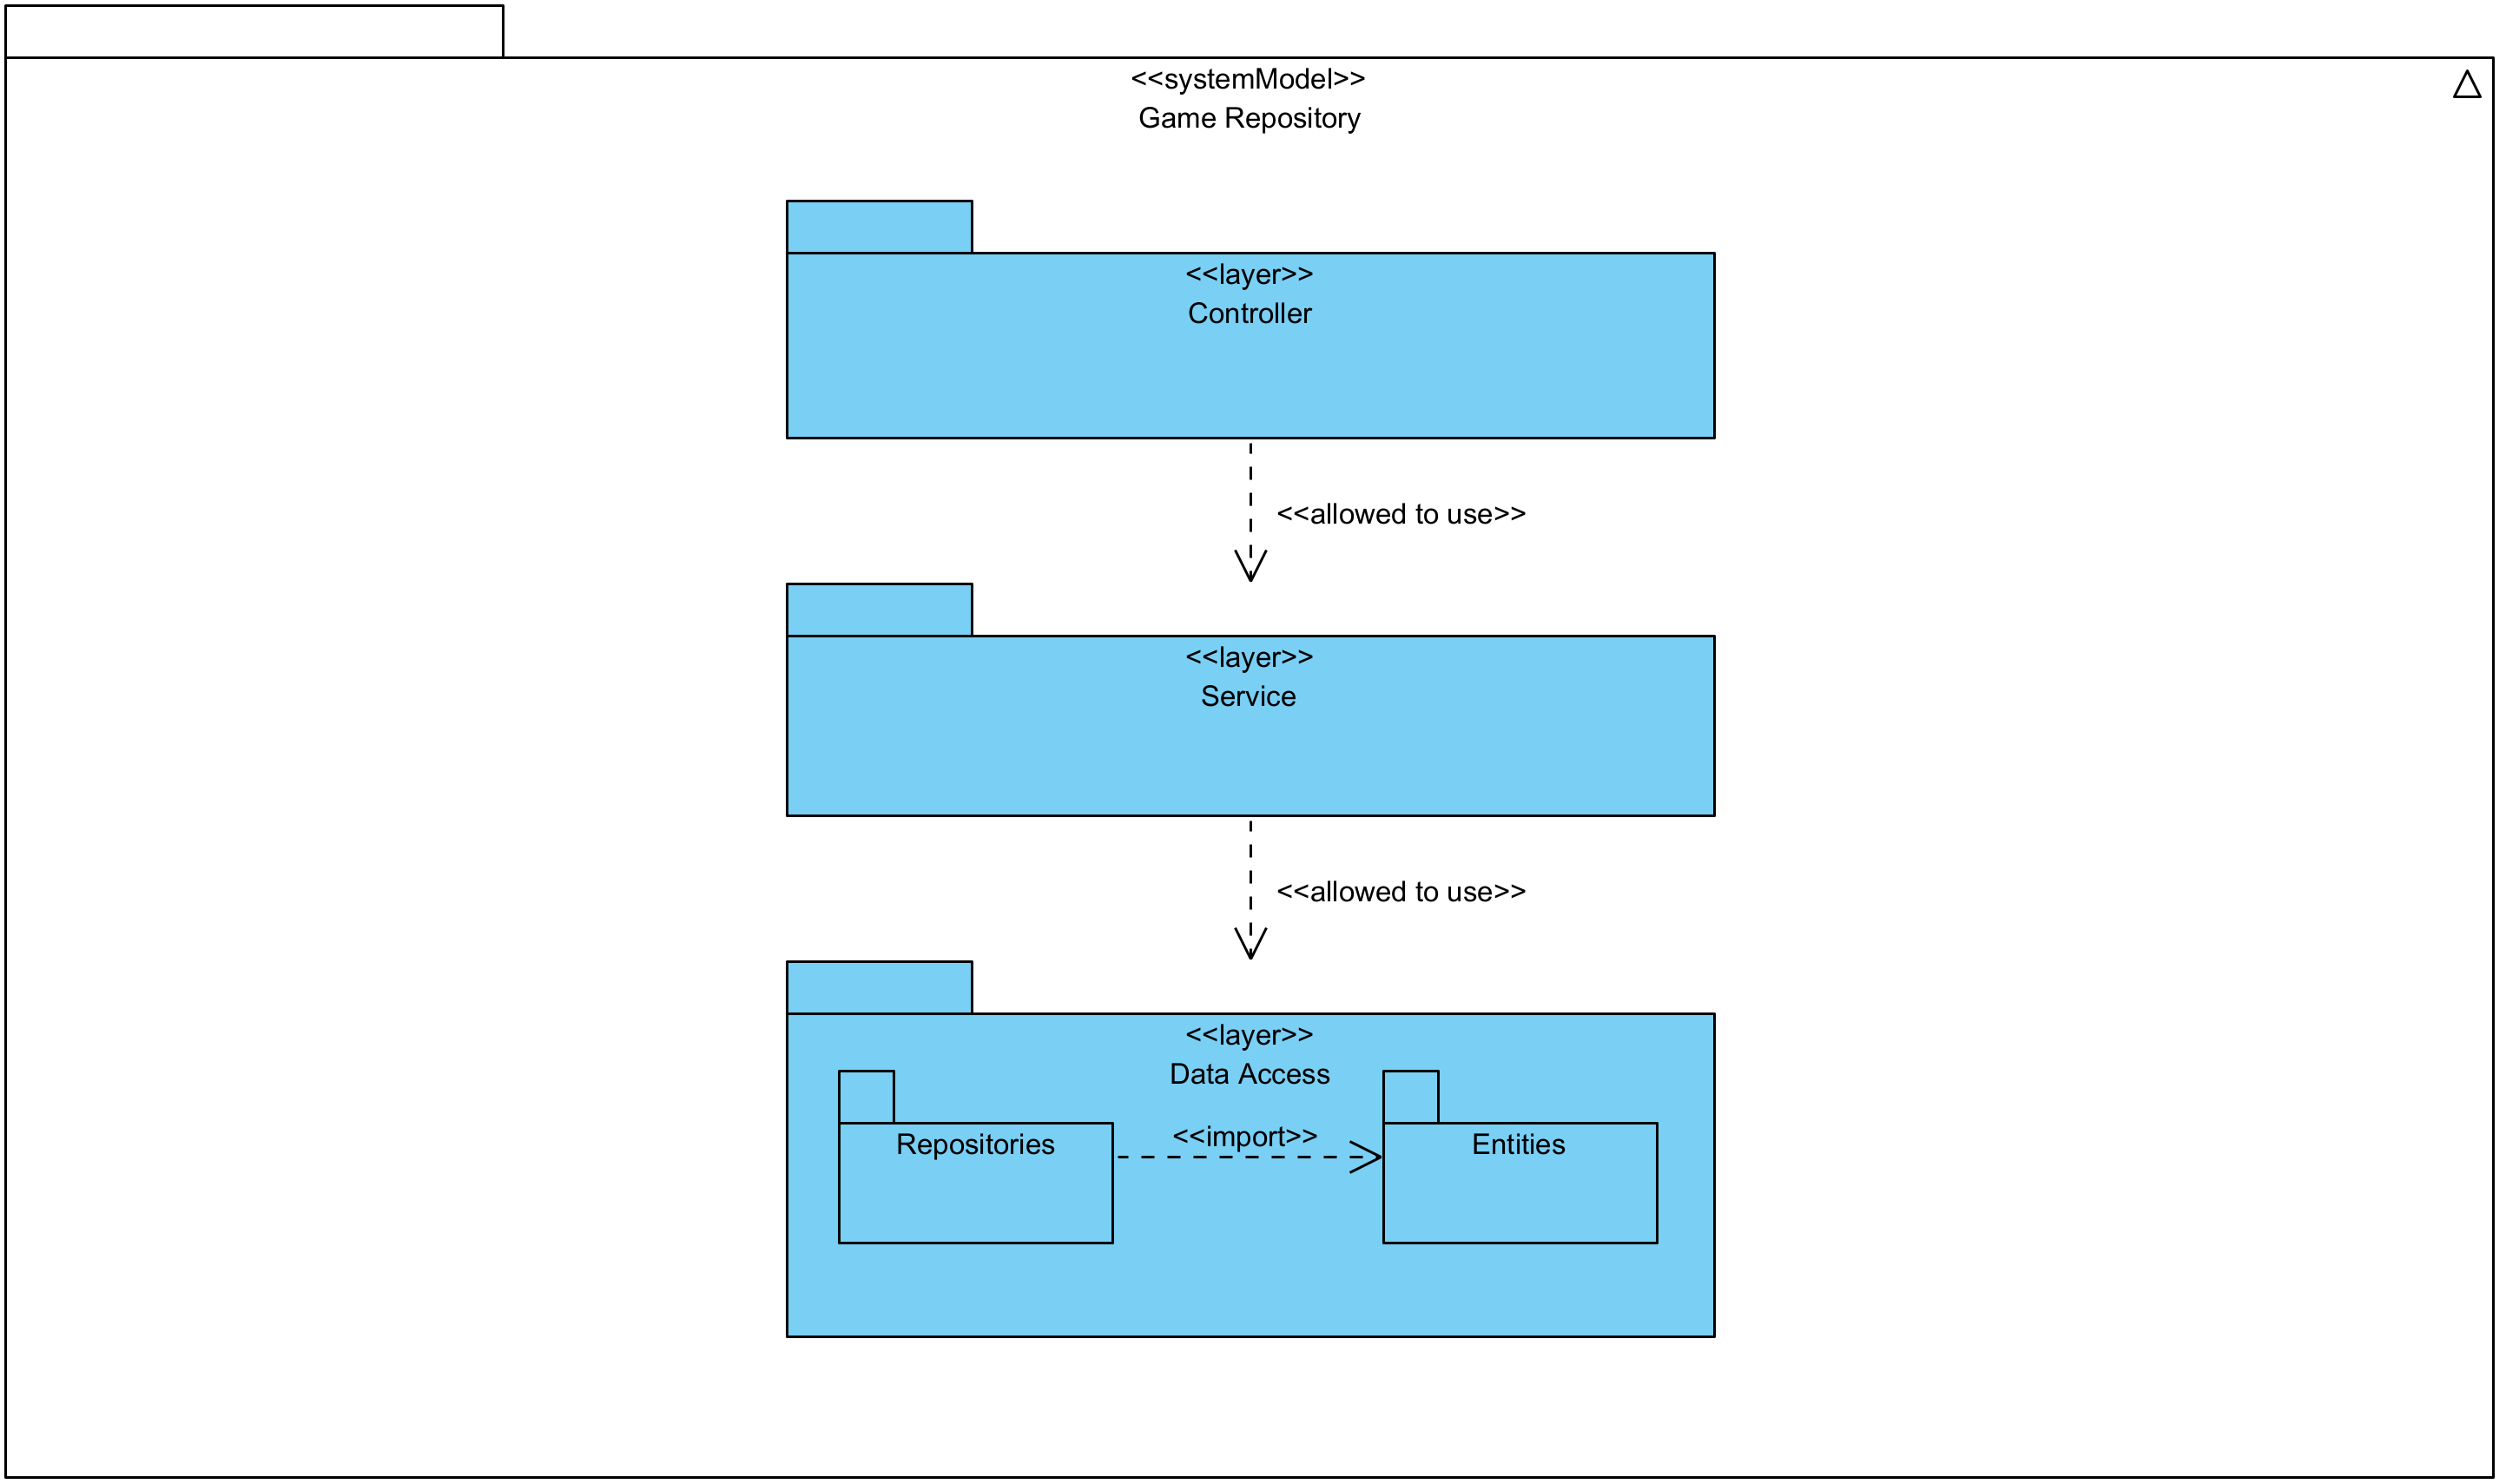 <<systemModel>>
Game Repository
<<layer>>
Controller
<<allowed to use>>
<<layer>>
Service
<<allowed to use>>
<<layer>>
Data Access
Repositories
<<import>>
Entities